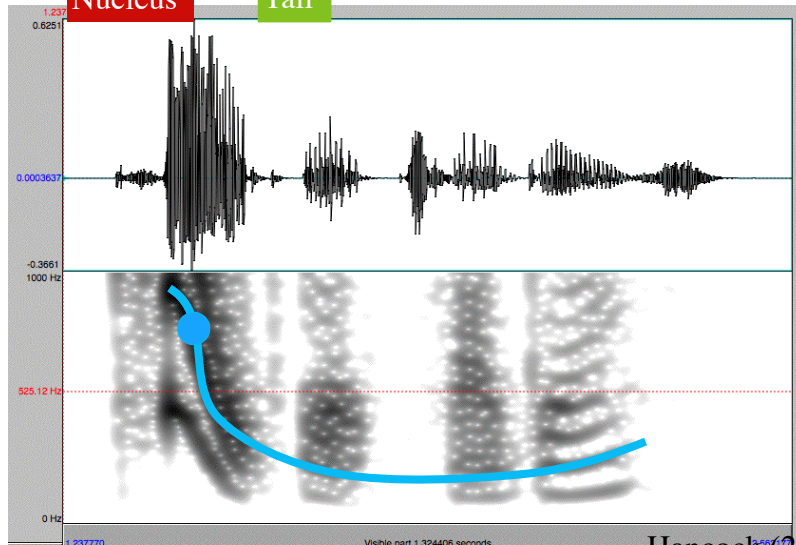 Nucleus
Tail
1.237
0.6251
0.0003637
-0.3661
1000 Hz
525.12 Hz
0 Hz
1.237770
Visible part 1.324406 seconds